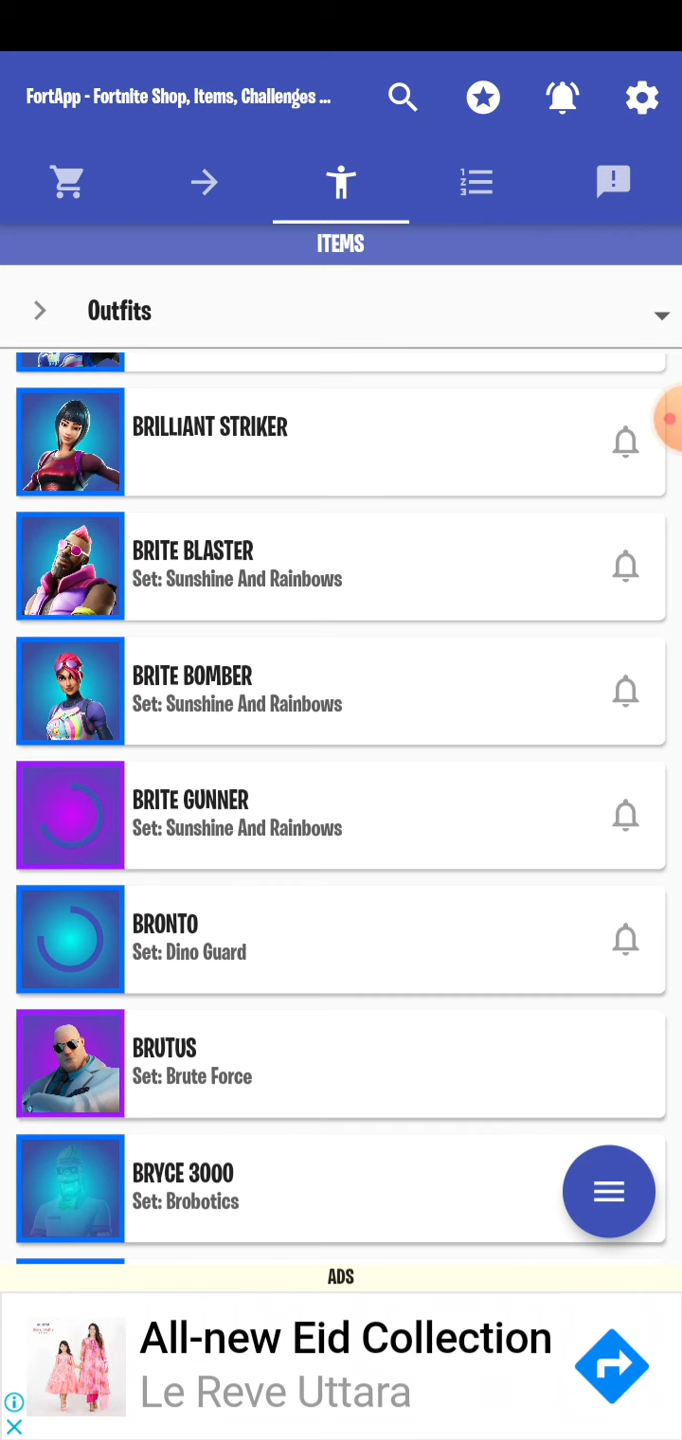 FortApp - Fortnite Shop, Items, Challenges ...
ITEMS
Outfits
BRILLIANT STRIKER
BRITE BLASTER
Set: Sunshine And Rainbows
BRITE BOMBER
Set: Sunshine And Rainbows
BRITE GUNNER
Set: Sunshine And Rainbows
BRONTO
Set: Dino Guard
BRUTUS
Set: Brute Force
BRYCE 3000
Set: Brobotics
ADS
All-new Eid Collection
Le Reve Uttara